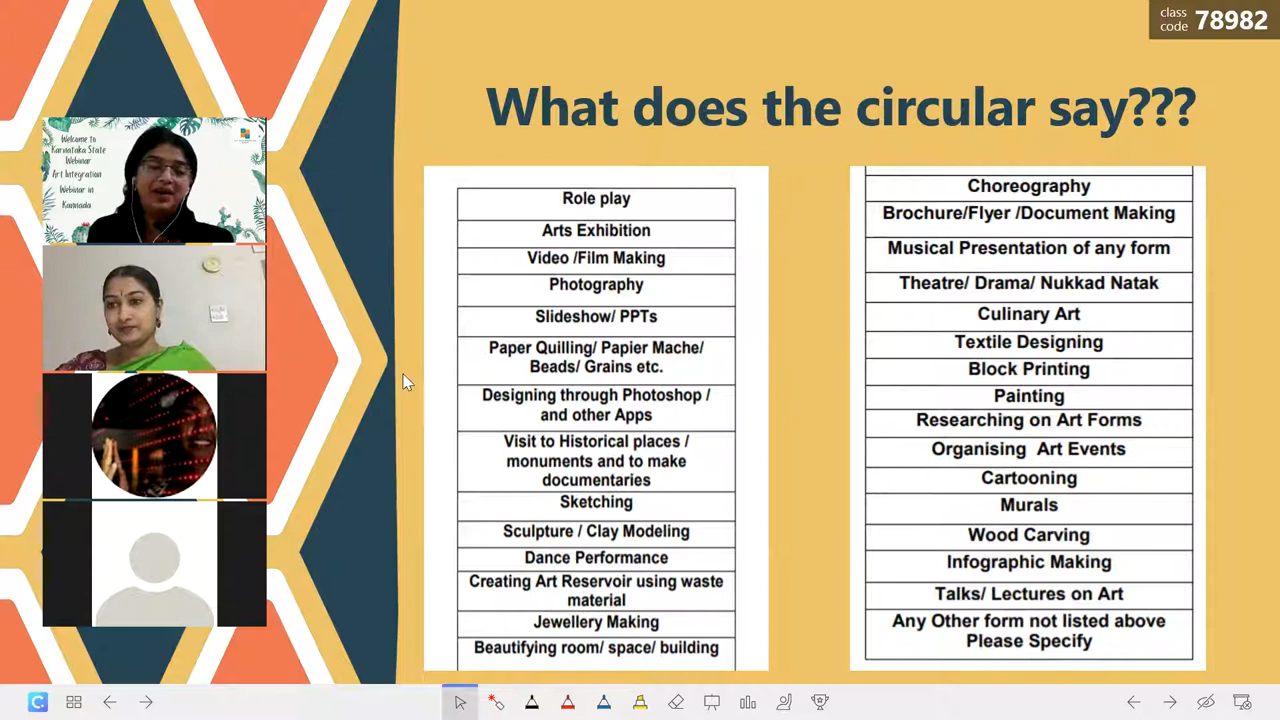 class
code 78982
What does the circular say???
Welcome to
Karnataka State
Webinar
Art Integration
Webinar in
Kannada
Role play
Arts Exhibition
Video /Film Making
Photography
Slideshow/ PPTs
Paper Quilling/ Papier Mache/
Beads/ Grains etc.
Designing through Photoshop /
and other Apps
Visit to Historical places /
monuments and to make
documentaries
Sketching
Sculpture / Clay Modeling
Dance Performance
Creating Art Reservoir using waste
material
Jewellery Making
Beautifying room/ space/ building
Choreography
Brochure/Flyer /Document Making
Musical Presentation of any form
Theatre/ Drama/ Nukkad Natak
Culinary Art
Textile Designing
Block Printing
Painting
Researching on Art Forms
Organising Art Events
Cartooning
Murals
Wood Carving
Infographic Making
Talks/ Lectures on Art
Any Other form not listed above
Please Specify